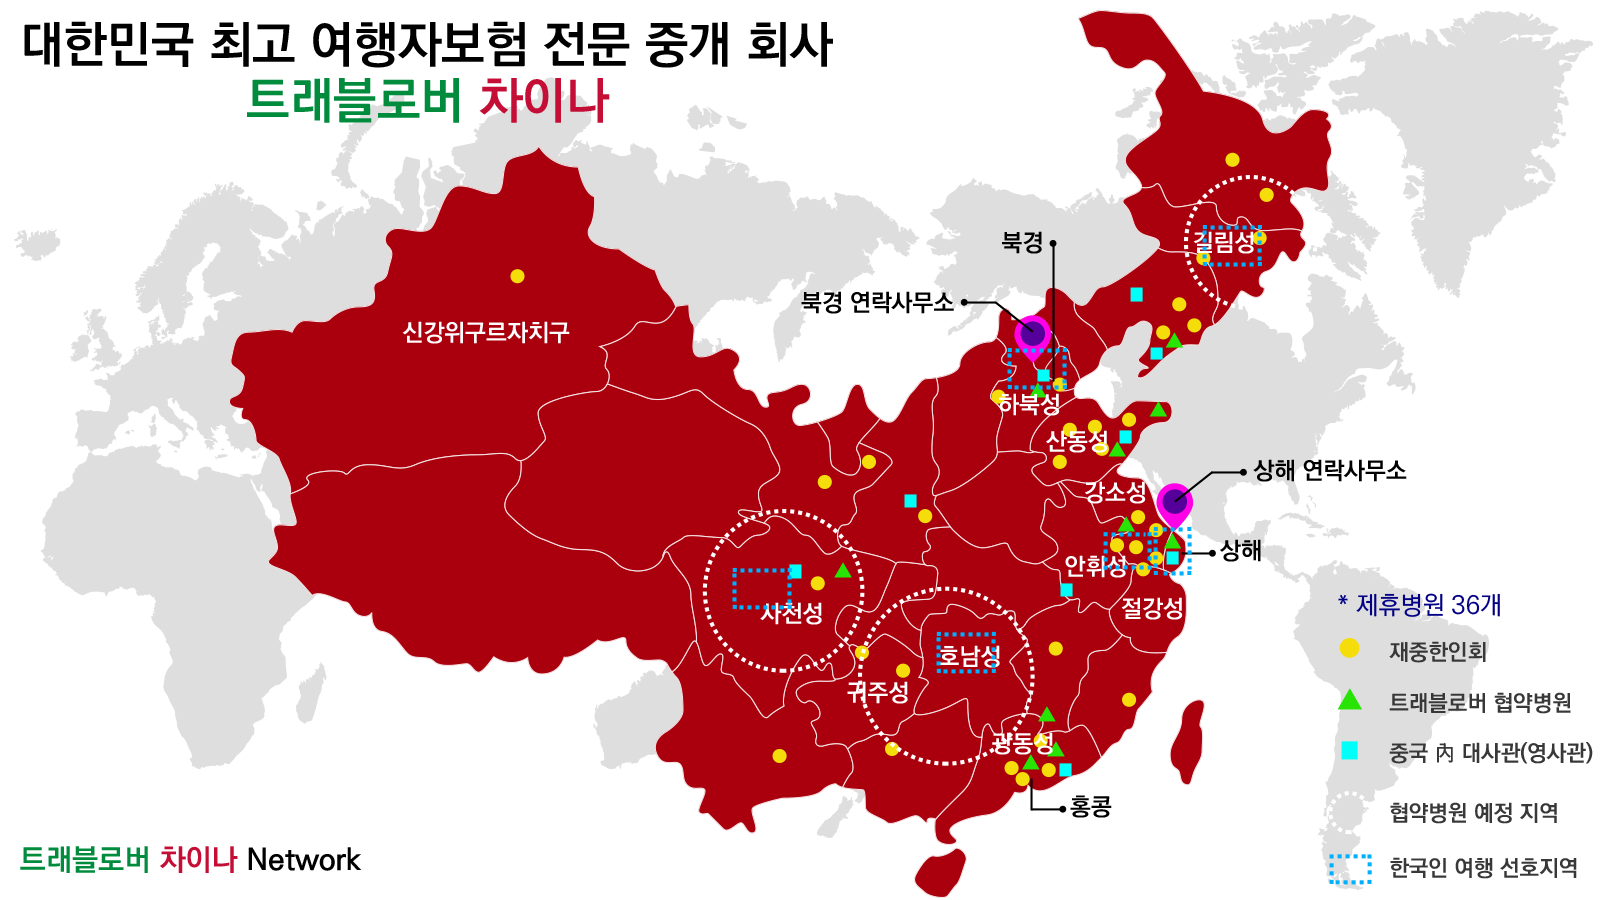 대한민국 최고 여행자보험 전문 중개 회사
트래블로버 차이나
길림성
북경
북경 연락사무소
신강위구르자치구
하북성
산동성
상해 연락사무소
강소성
상해
안휘성
절강성
사천성
호남성
귀주성
광동성
홍콩
* 제휴병원 36개
재중한인회
트래블로버 협약병원
중국 內 대사관(영사관)
협약병원 예정 지역
한국인 여행 선호지역
트래블로버 차이나 Network